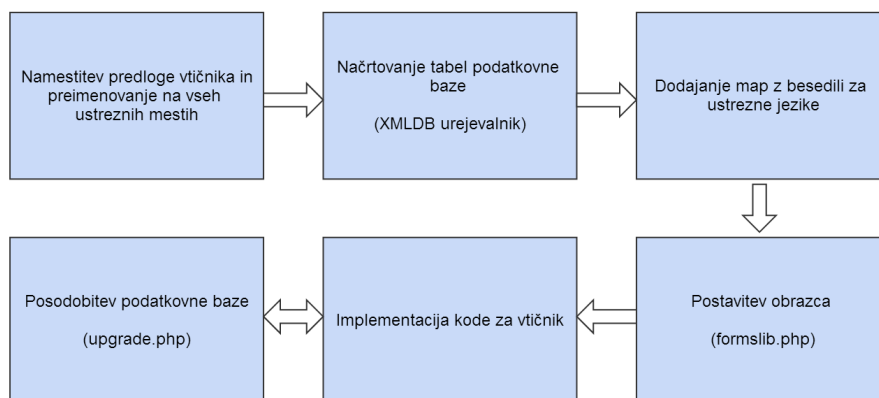 Namestitev predloge vtičnika in
preimenovanje na vseh
ustreznih mestih
Načrtovanje tabel podatkovne
baze
(XMLDB urejevalnik)
Dodajanje map z besedili za
ustrezne jezike
Postavitev obrazca
(formslib.php)
Implementacija kode za vtičnik
Posodobitev podatkovne baze
(upgrade.php)